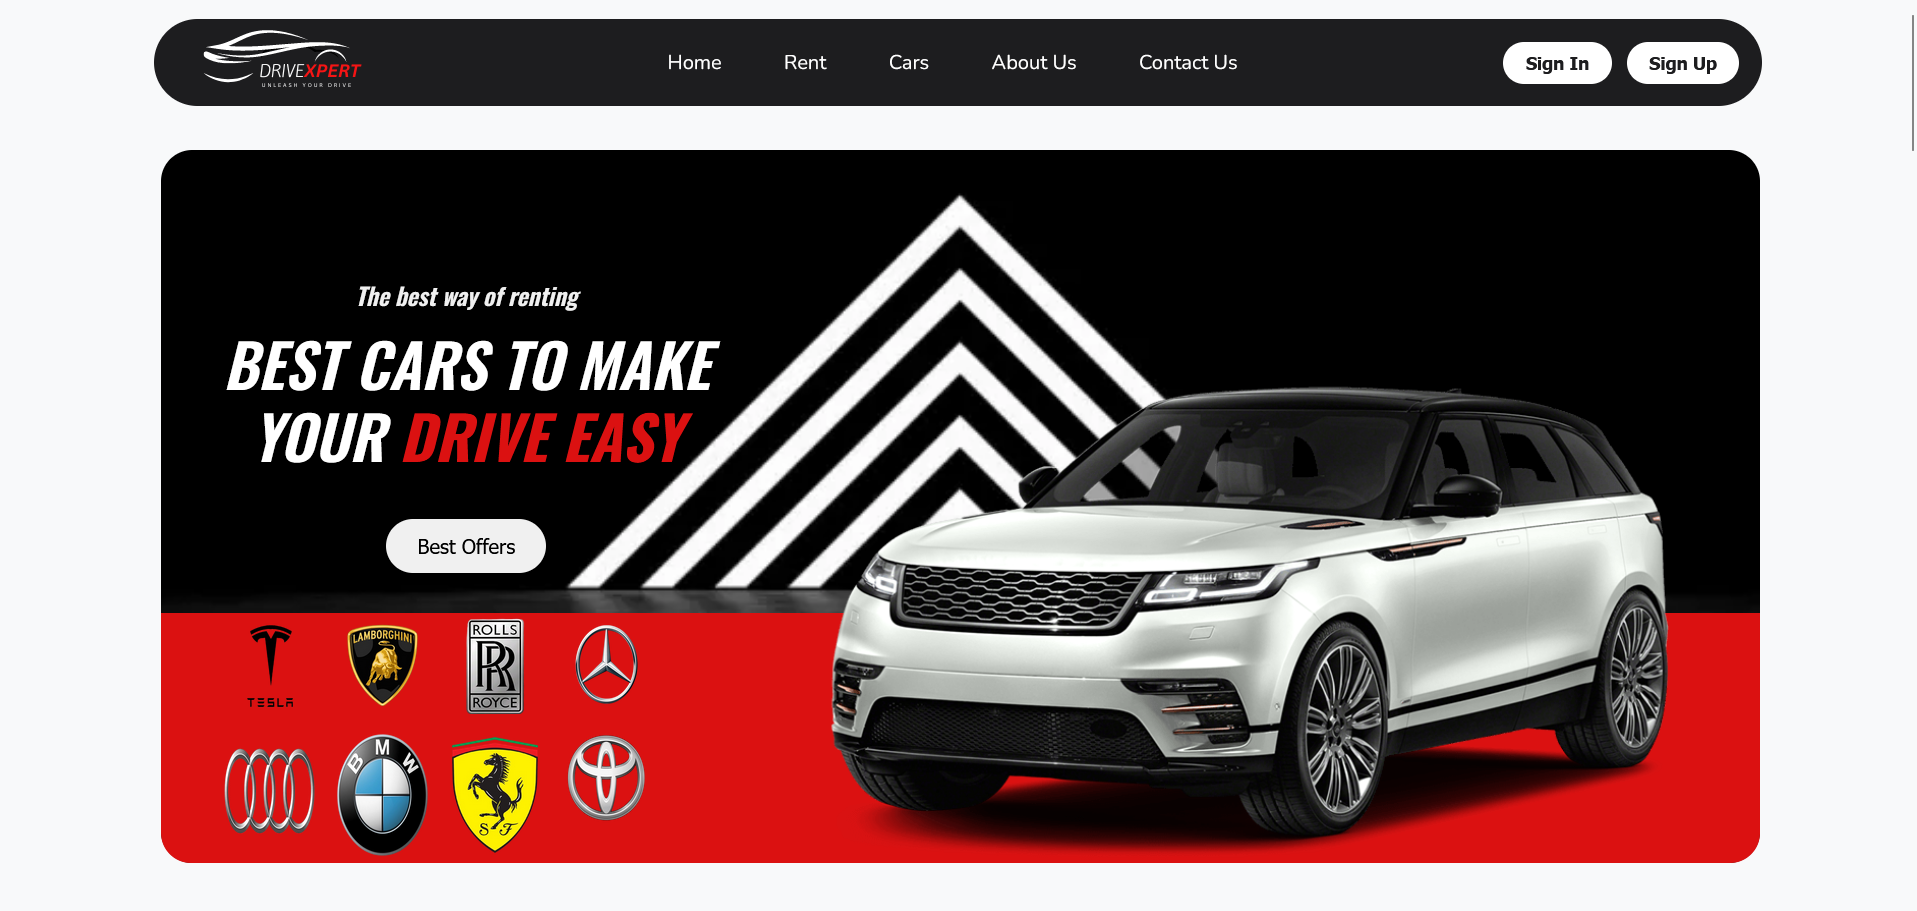 DRIVEXPERT
UNLEASH YOUR DRIVE
Home
Rent
Cars
About Us
Contact Us
Sign In
Sign Up
The best way of renting
BEST CARS TO MAKE
YOUR DRIVE EASY
Best Offers
TESLA
LAMBORGHINI
ROLLS
RR
ROYCE
BMW
S F